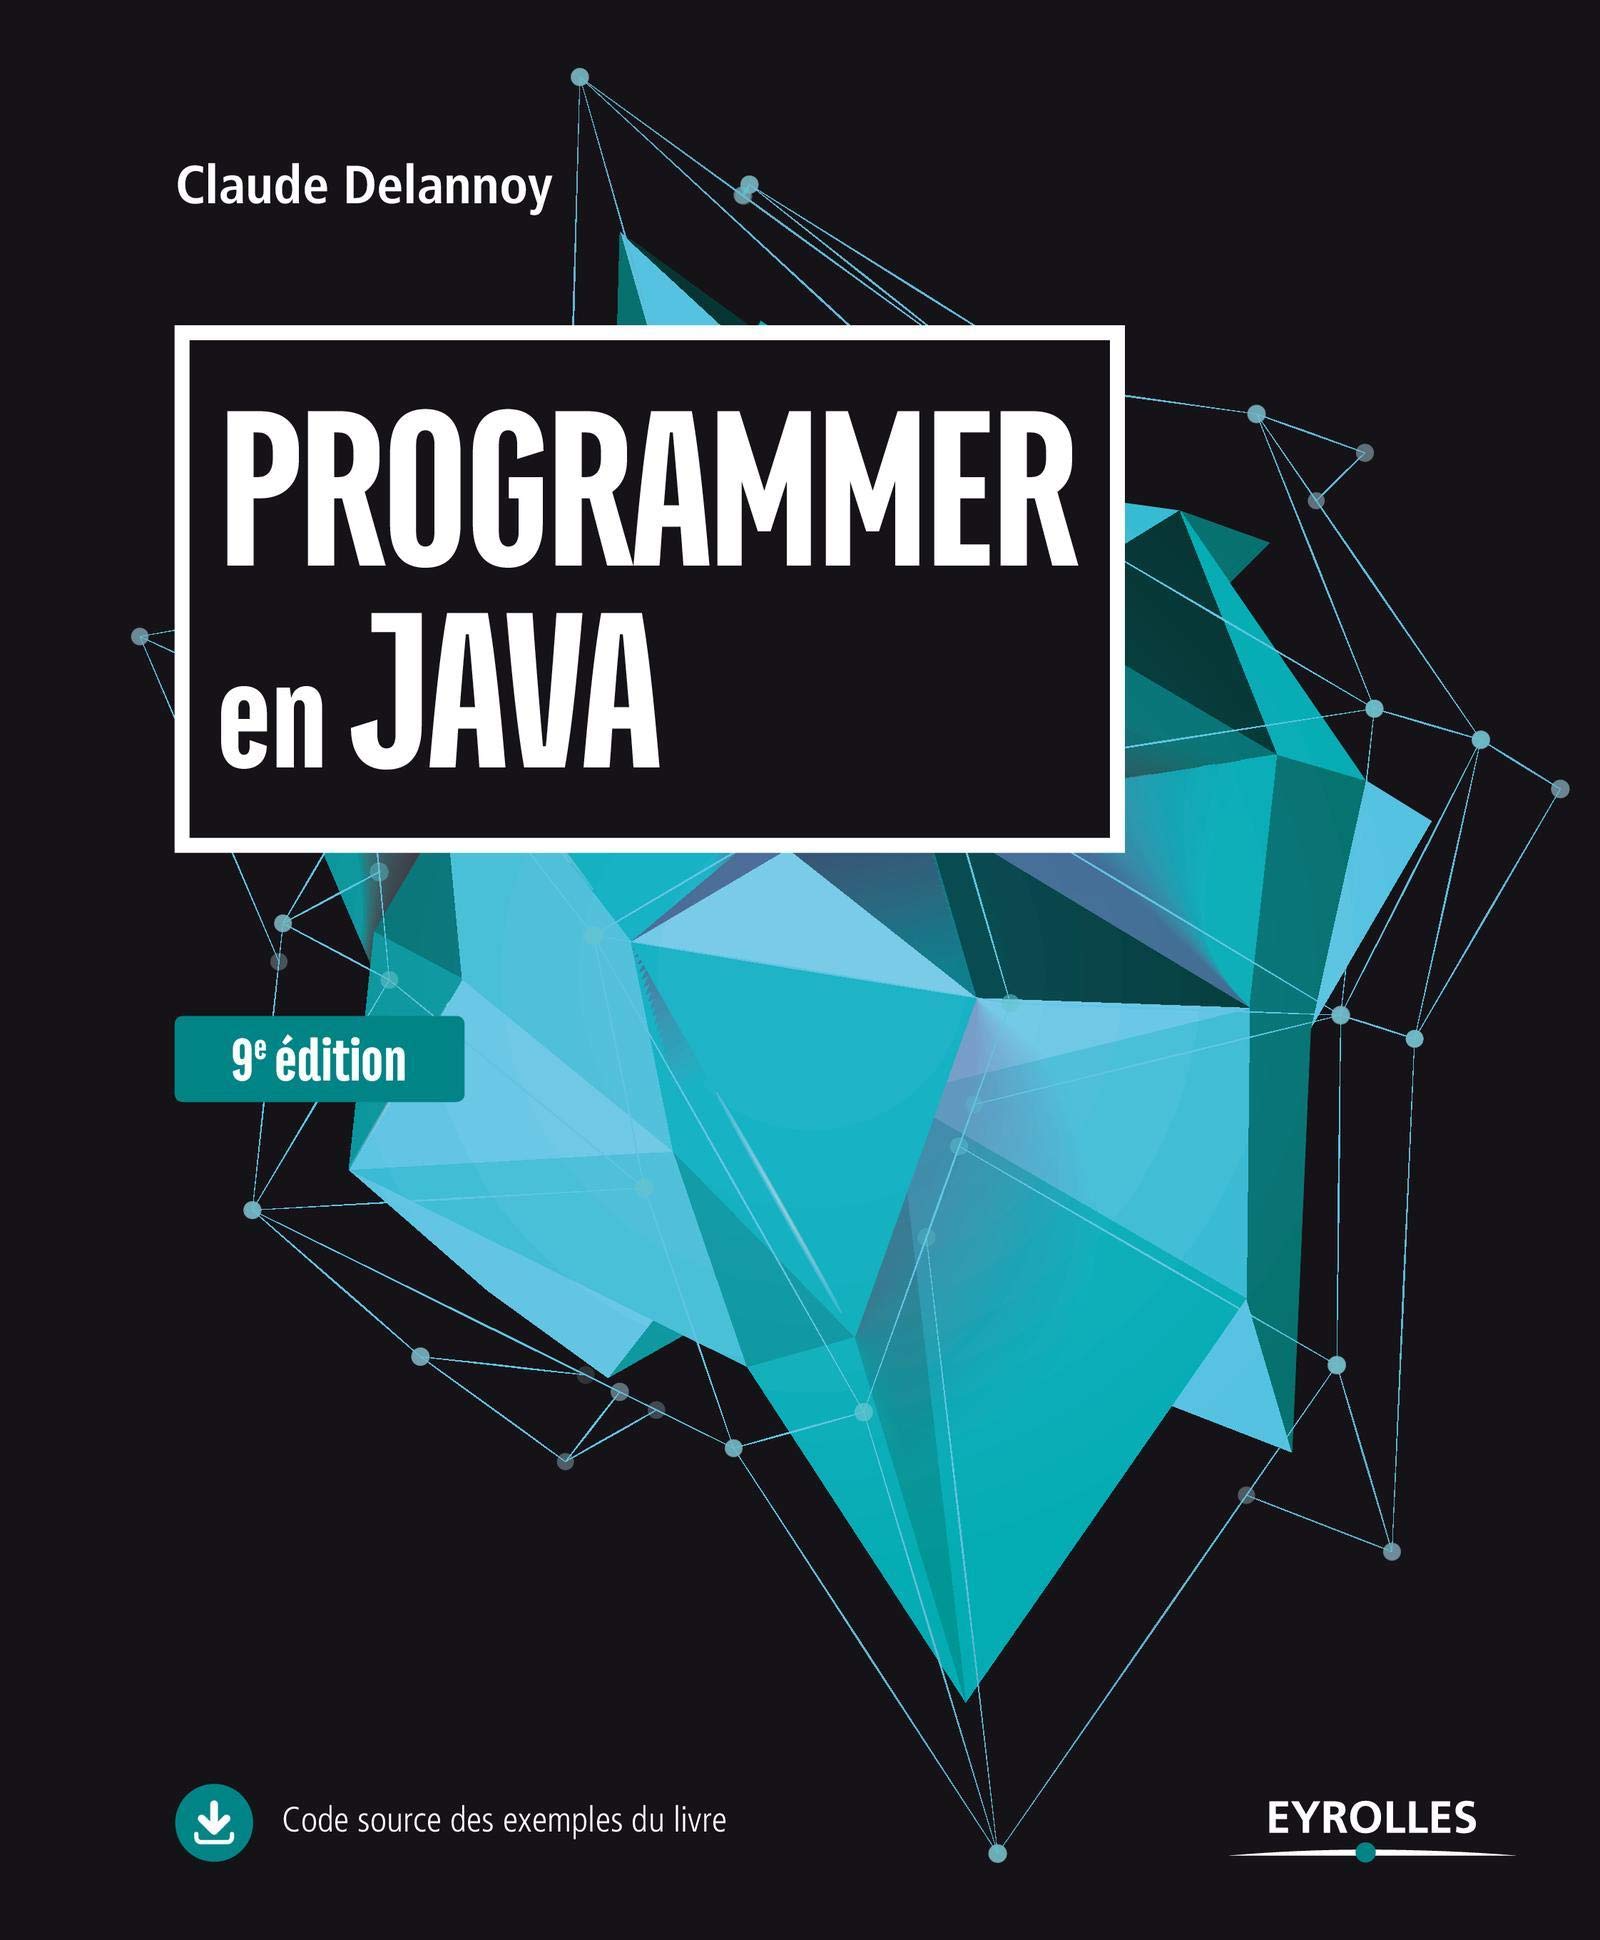 Claude Delannoy
PROGRAMMER
en JAVA
9e édition
Code source des exemples du livre
EYROLLES